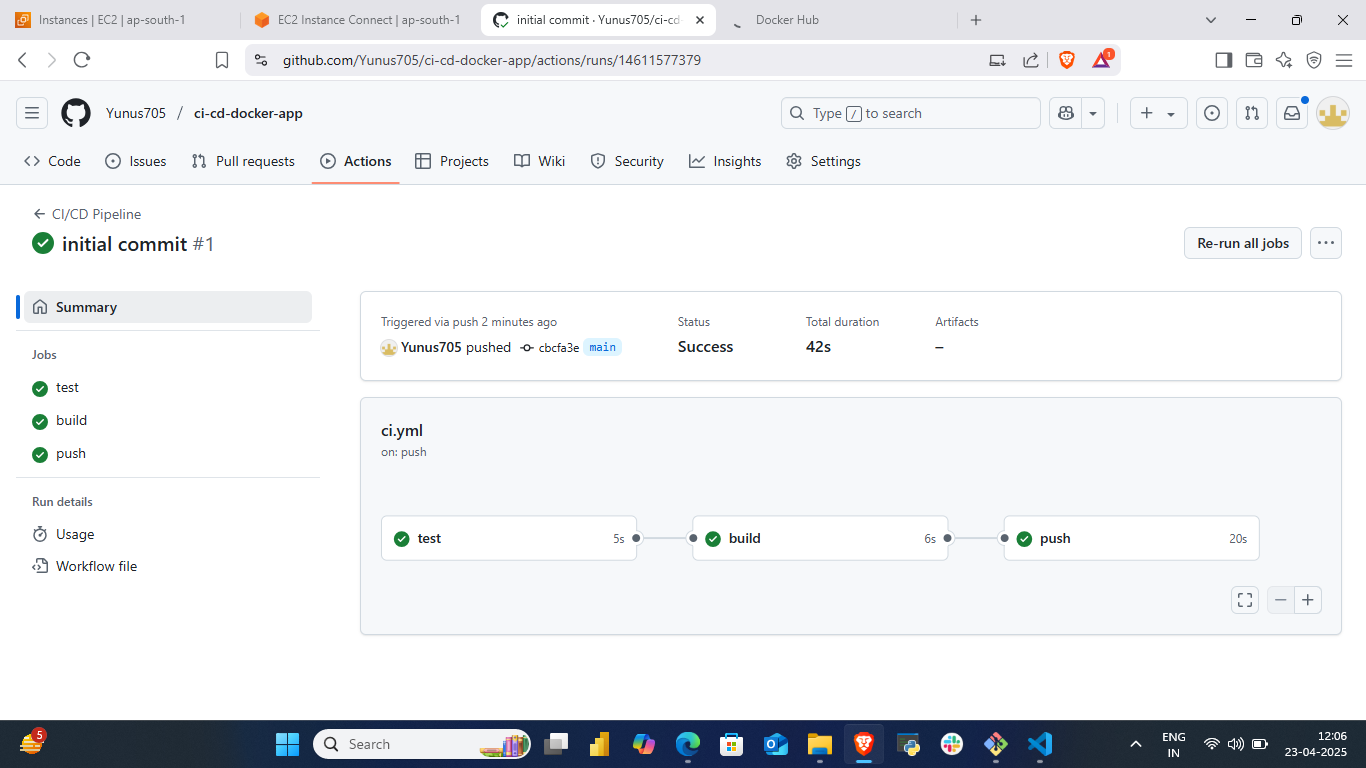 Instances | EC2 | ap-south-1
EC2 Instance Connect | ap-south-1
initial commit · Yunus705/ci-cd
Docker Hub
github.com/Yunus705/ci-cd-docker-app/actions/runs/14611577379
1
Yunus705 / ci-cd-docker-app
Type / to search
Code
Issues
Pull requests
Actions
Projects
Wiki
Security
Insights
Settings
CI/CD Pipeline
initial commit #1
Re-run all jobs
Summary
Jobs
test
build
push
Run details
Usage
Workflow file
Triggered via push 2 minutes ago
Yunus705 pushed cbcfa3e main
Status
Success
Total duration
42s
Artifacts
–
ci.yml
on: push
test 5s
build 6s
push 20s
5
Search
ENG
IN
12:06
23-04-2025